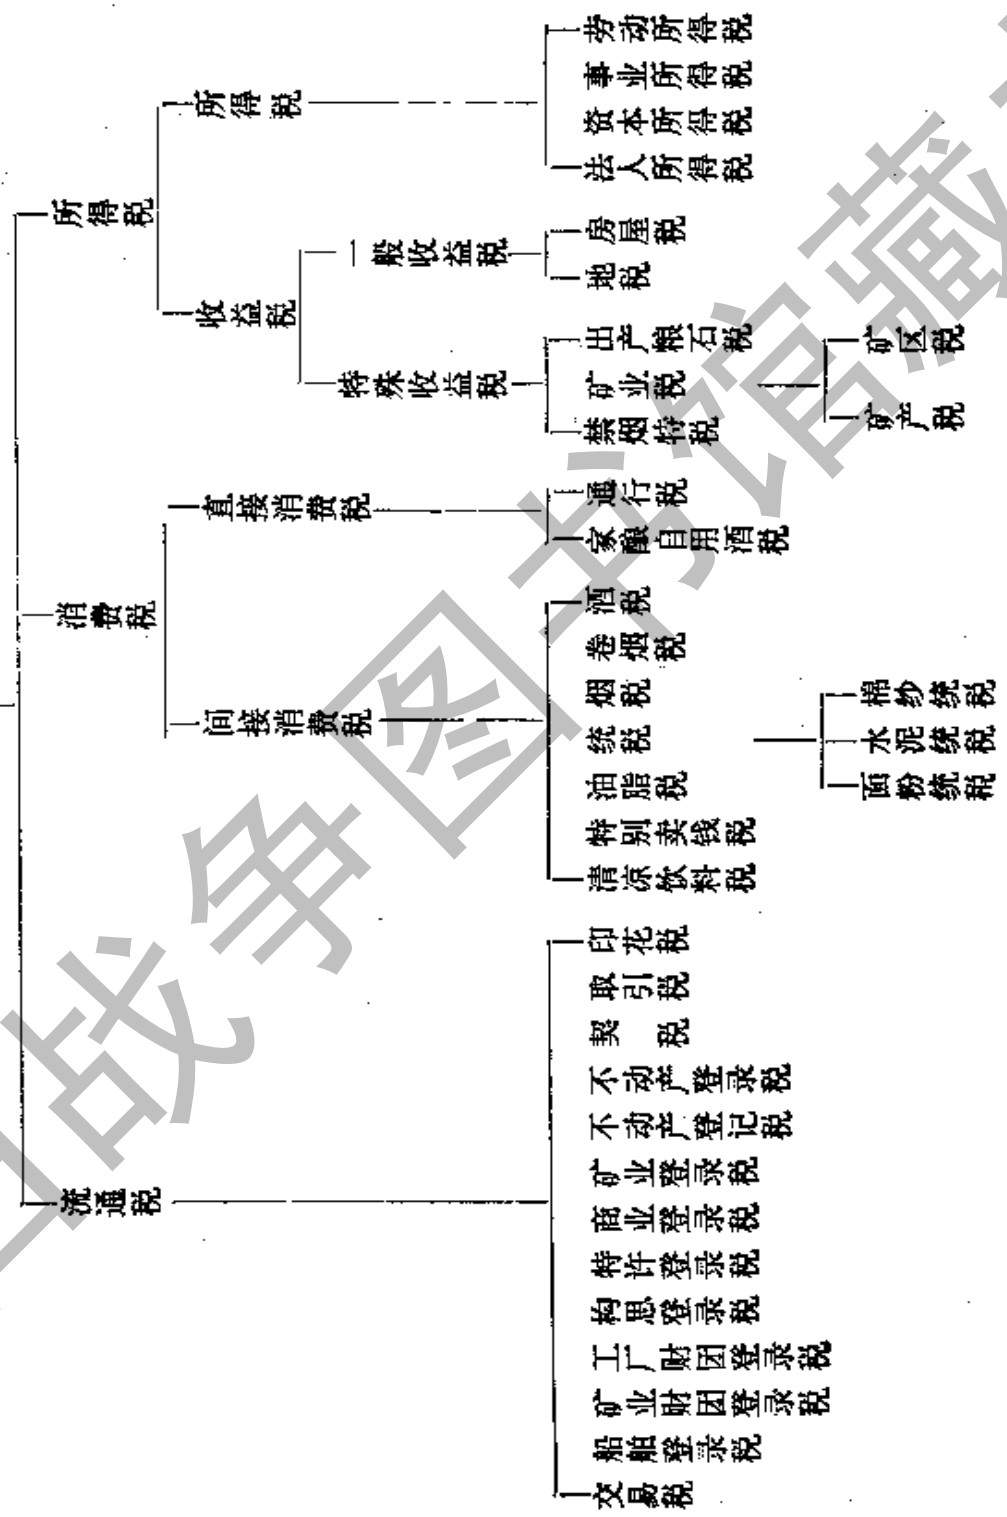 所得税
所得税
劳动所得税
事业所得税
资本所得税
法人所得税
收益税
一般收益税
房屋税
地税
特殊收益税
出产粮石税
矿业税
矿区税
矿产税
禁烟特税
消费税
直接消费税
通行税
家酿自用酒税
间接消费税
酒税
卷烟税
烟税
统税
棉纱统税
水泥统税
面粉统税
油脂税
特别卖钱税
清凉饮料税
流通税
印花税
取引税
契 税
不动产登录税
不动产登记税
矿业登录税
商业登录税
特许登录税
构思登录税
工厂财团登录税
矿业财团登录税
船舶登录税
交易税
战争图书馆藏